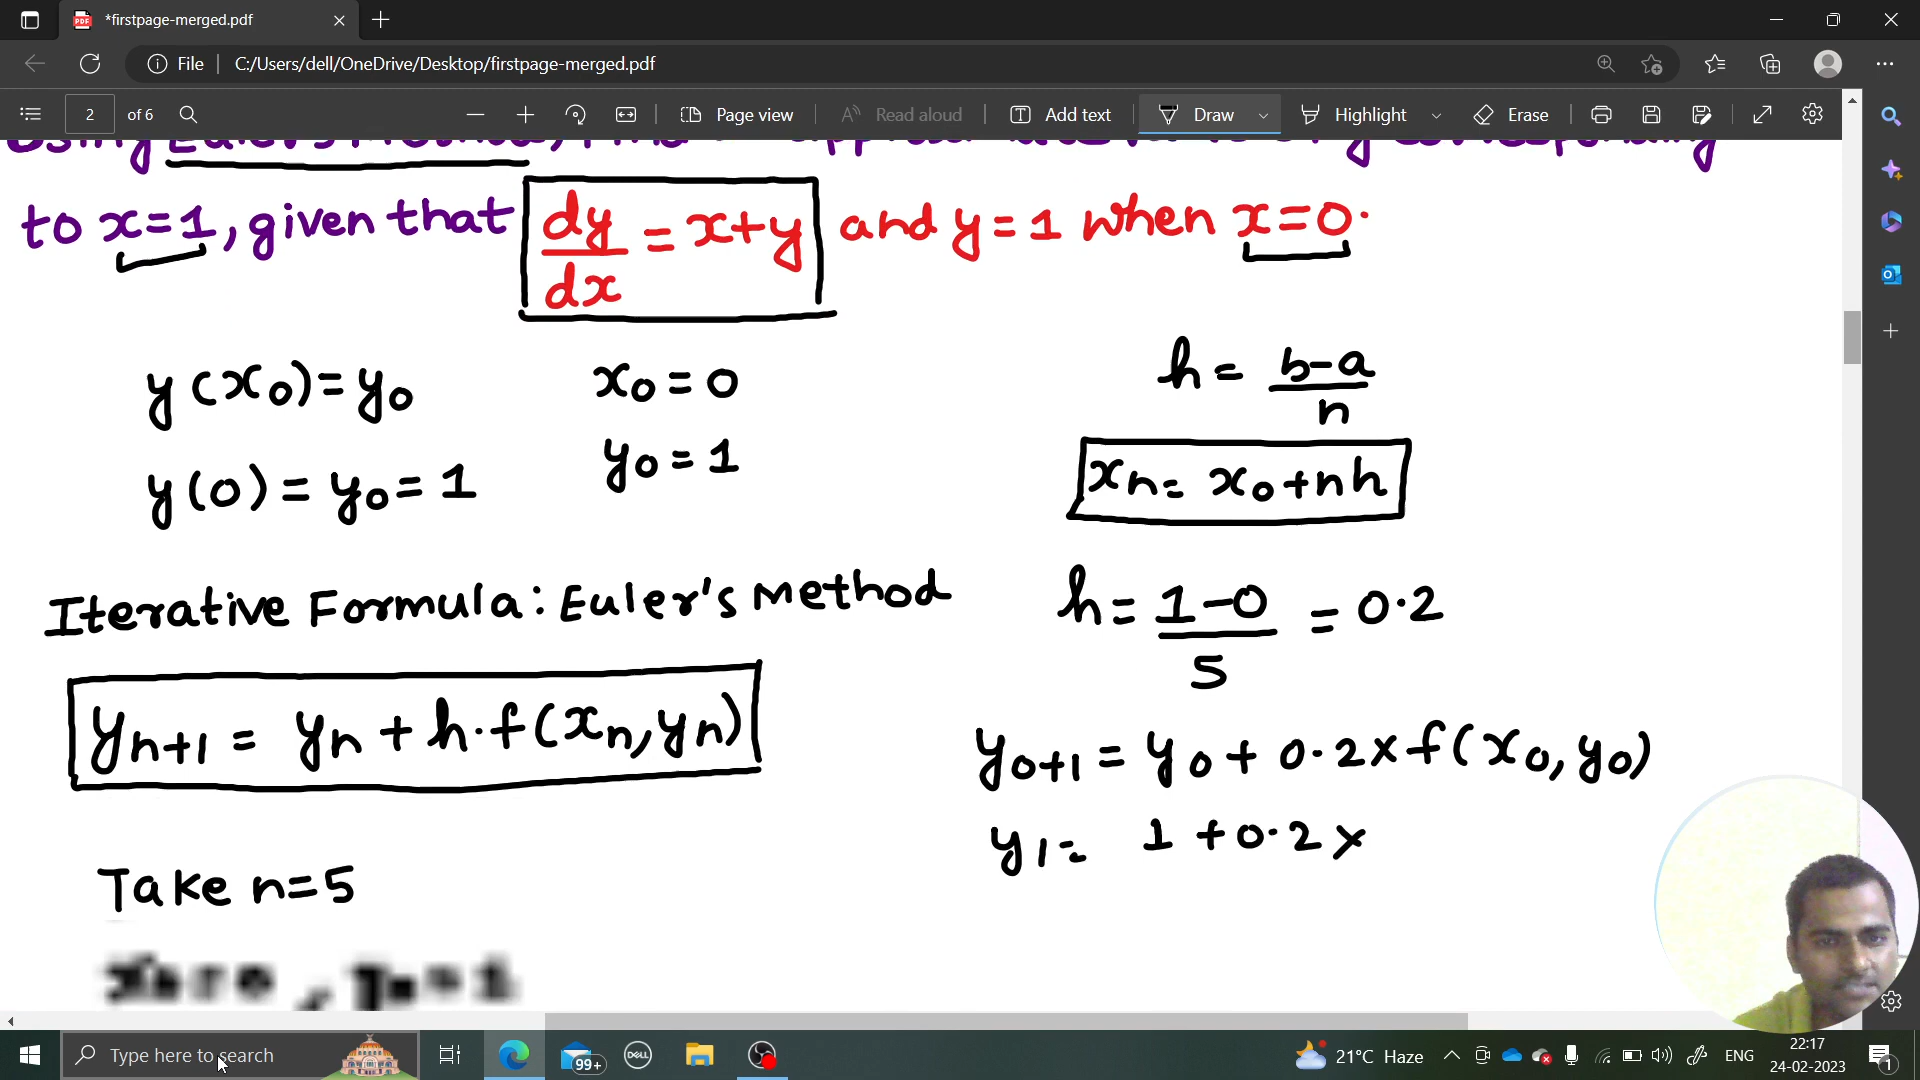 *firstpage-merged.pdf
File
C:/Users/dell/OneDrive/Desktop/firstpage-merged.pdf
2 of 6
Page view
Read aloud
Add text
Draw
Highlight
Erase
to x=1, given that dy/dx = x+y and y=1 when x=0.
y(x0)=y0
x0=0
h= b-a/n
y(0)=y0=1
y0=1
xn= x0+nh
Iterative Formula: Euler's Method
h= 1-0/5 = 0.2
yn+1 = yn + h.f(xn,yn)
y0+1 = y0 + 0.2xf(x0,y0)
y1= 1 +0.2x
Take n=5
Type here to search
99+
DELL
21°C Haze
ENG
22:17
24-02-2023
1